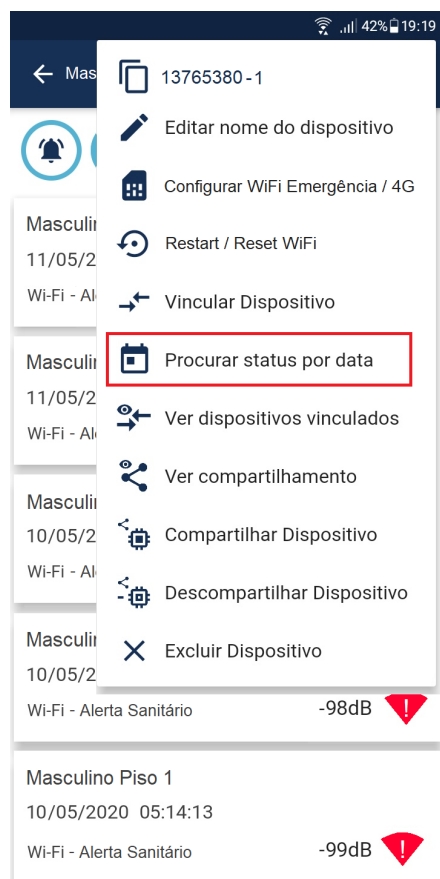 42% 19:19
Mas
13765380-1
Editar nome do dispositivo
Configurar WiFi Emergência / 4G
Restart / Reset WiFi
Vincular Dispositivo
Procurar status por data
Ver dispositivos vinculados
Ver compartilhamento
Compartilhar Dispositivo
Descompartilhar Dispositivo
Excluir Dispositivo
Masculin
11/05/2
Wi-Fi - Al
Masculin
11/05/2
Wi-Fi - Al
Masculin
10/05/2
Wi-Fi - Al
Masculin
10/05/2
Wi-Fi - Alerta Sanitário -98dB
Masculino Piso 1
10/05/2020 05:14:13
Wi-Fi - Alerta Sanitário -99dB